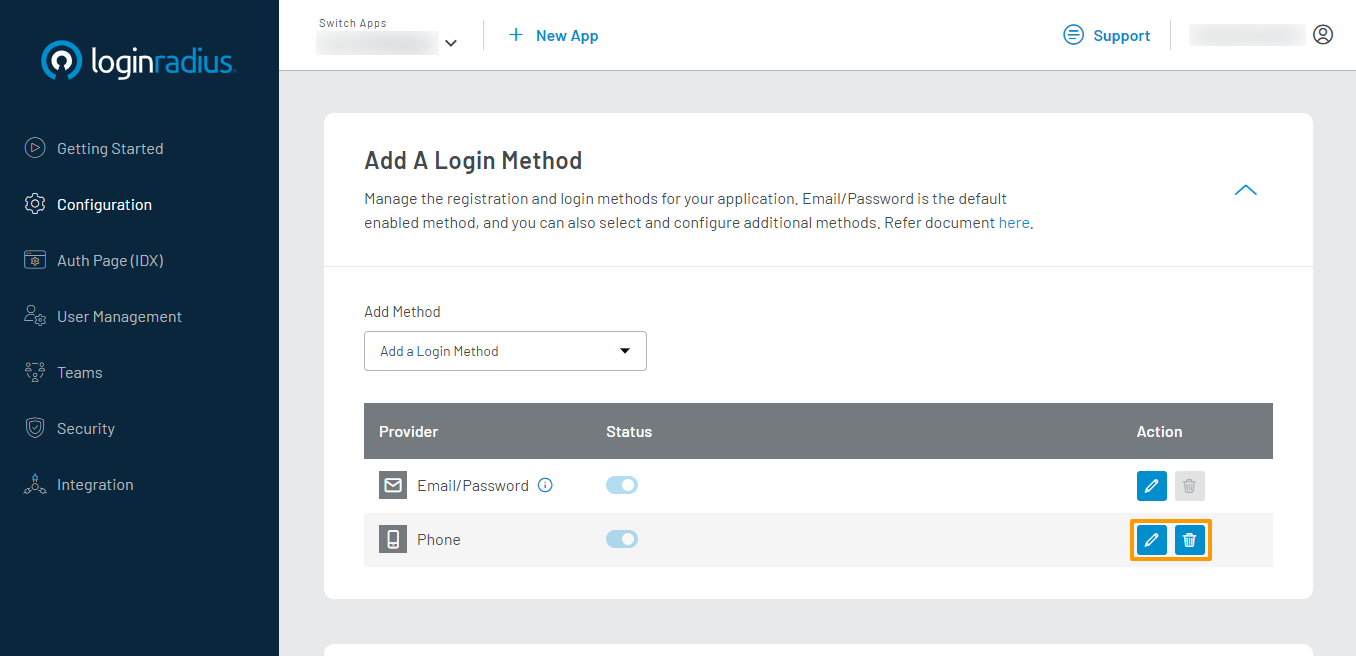 loginradius
Getting Started
Configuration
Auth Page (IDX)
User Management
Teams
Security
Integration
Switch Apps
+ New App
Support
Add A Login Method
Manage the registration and login methods for your application. Email/Password is the default
enabled method, and you can also select and configure additional methods. Refer document here.
Add Method
Add a Login Method
Provider Status Action
Email/Password
Phone